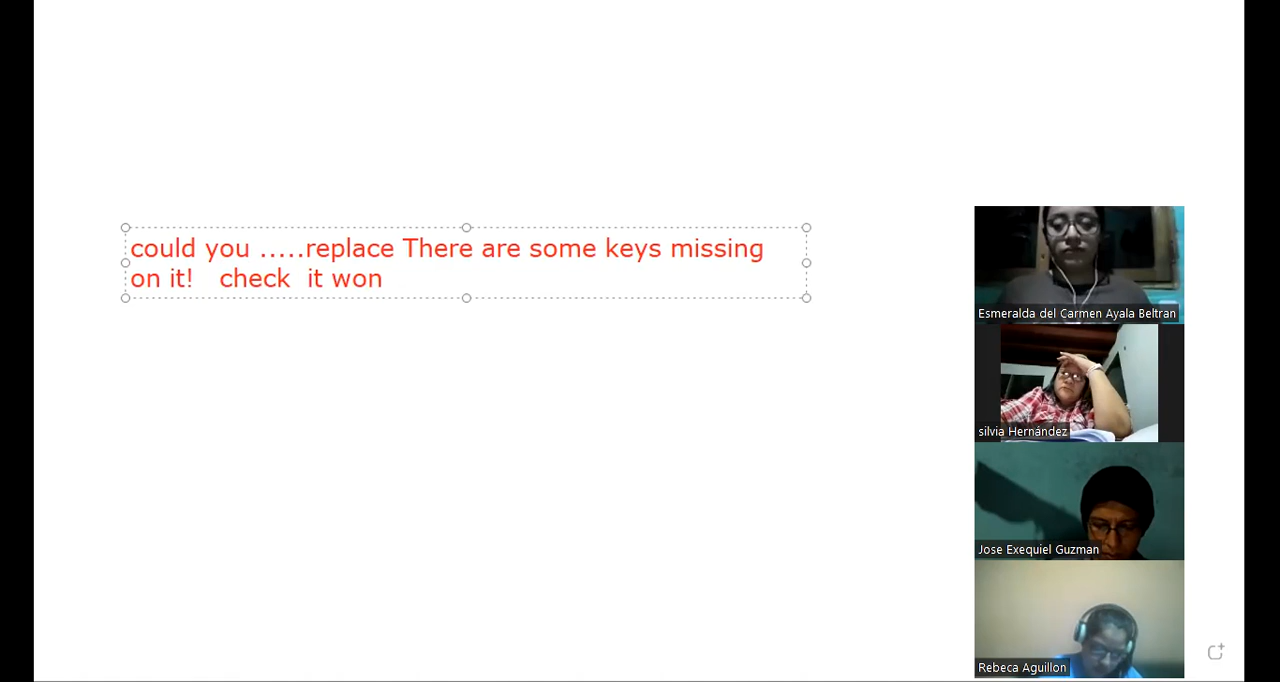 could you .....replace There are some keys missing
on it!   check  it won
Esmeralda del Carmen Ayala Beltran
silvia Hernández
Jose Exequiel Guzman
Rebeca Aguillon